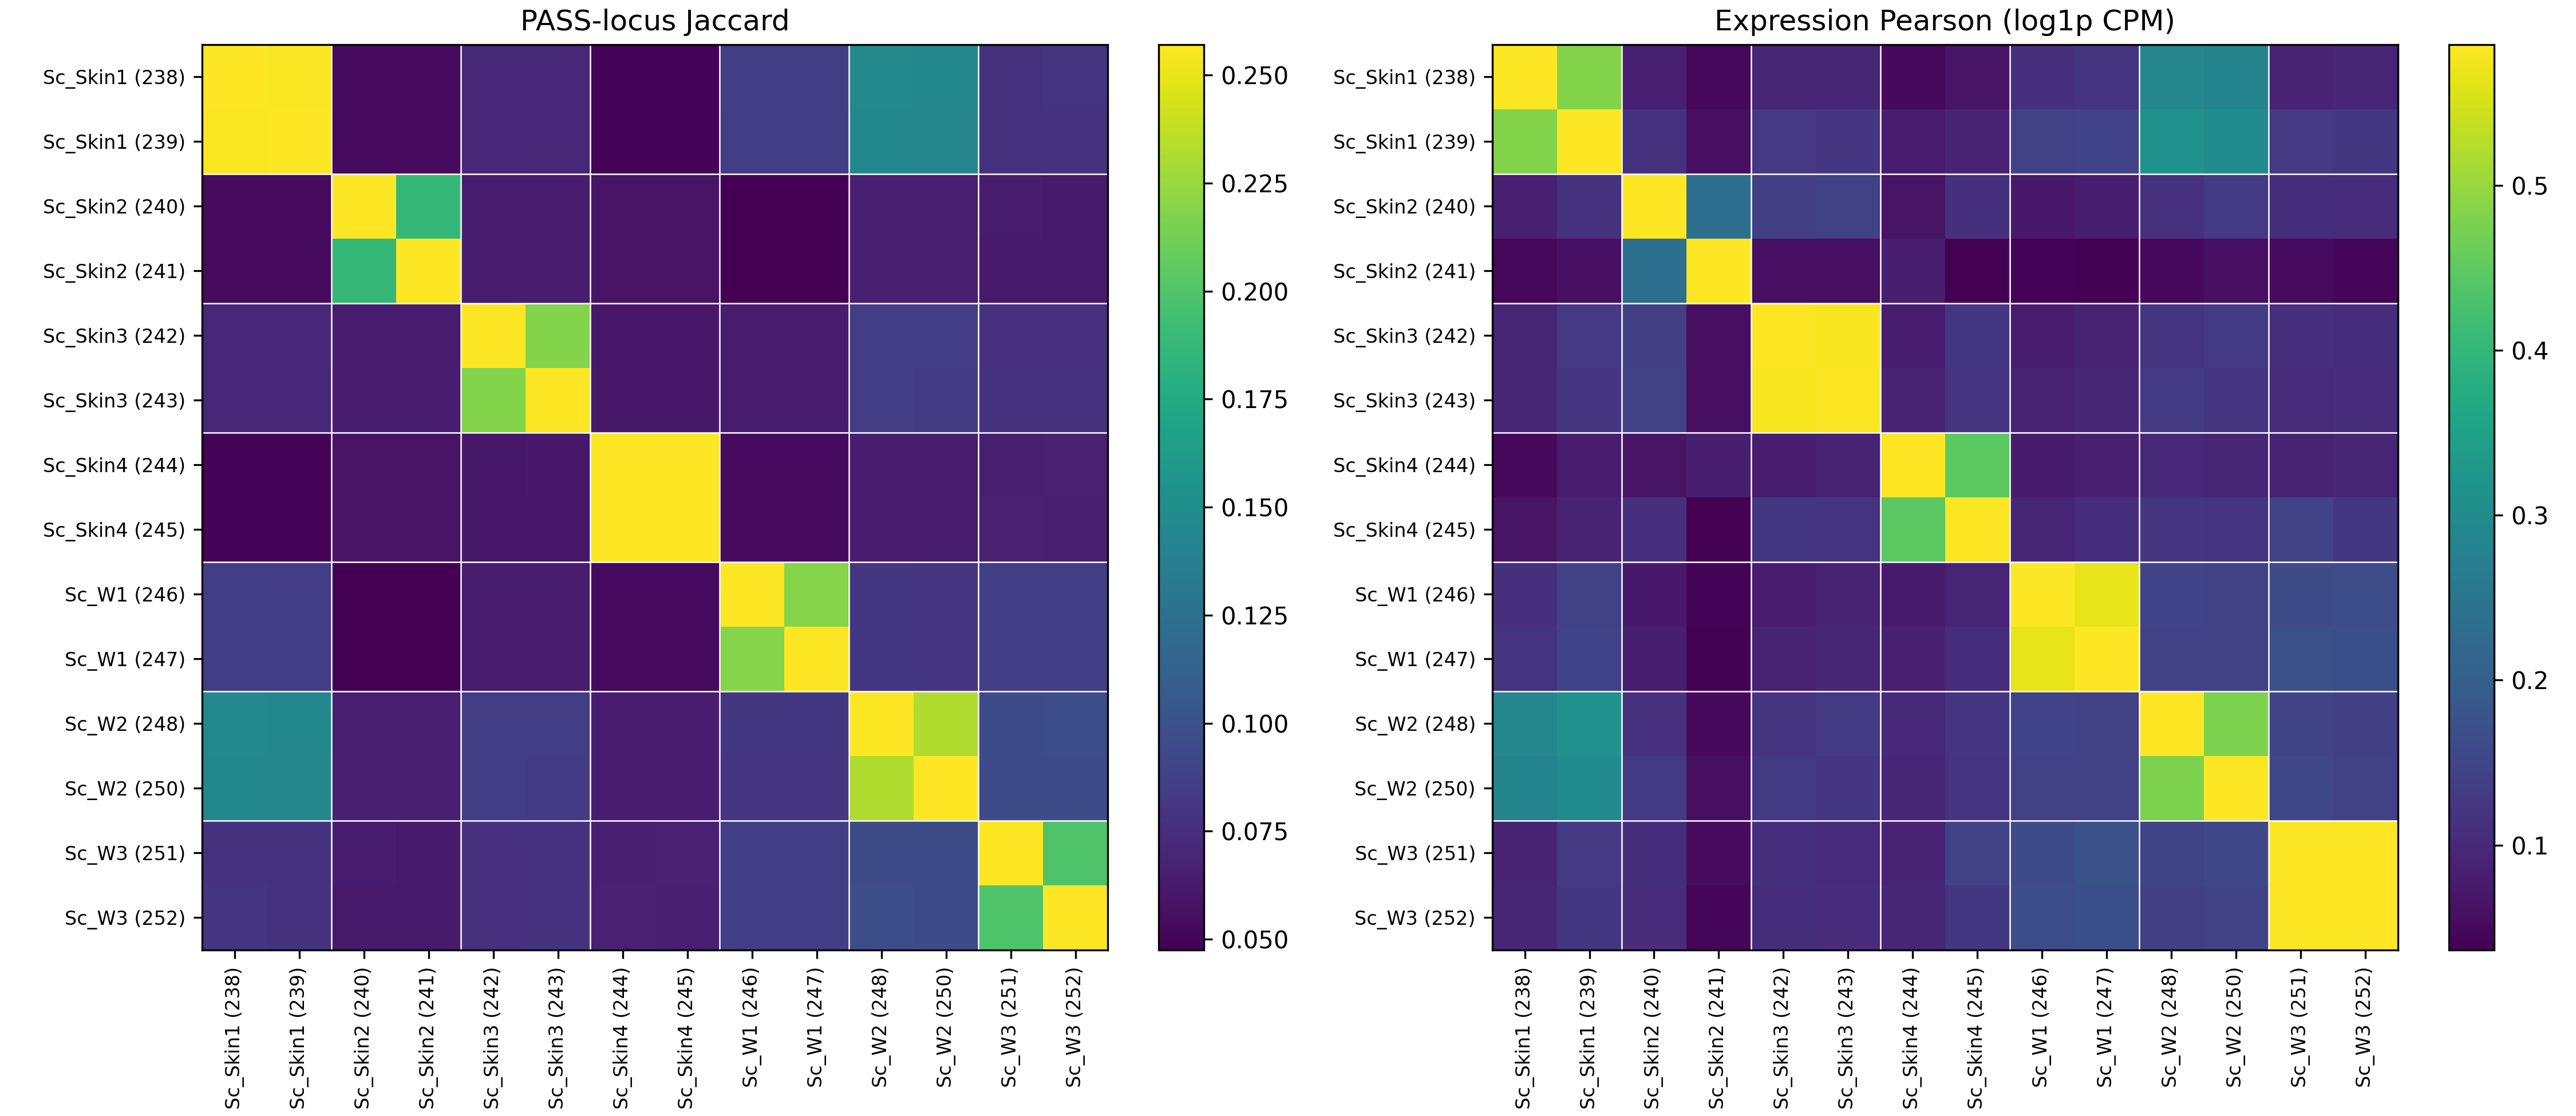 PASS-locus Jaccard
Sc_Skin1 (238)
Sc_Skin1 (239)
Sc_Skin2 (240)
Sc_Skin2 (241)
Sc_Skin3 (242)
Sc_Skin3 (243)
Sc_Skin4 (244)
Sc_Skin4 (245)
Sc_W1 (246)
Sc_W1 (247)
Sc_W2 (248)
Sc_W2 (250)
Sc_W3 (251)
Sc_W3 (252)
Sc_Skin1 (238)
Sc_Skin1 (239)
Sc_Skin2 (240)
Sc_Skin2 (241)
Sc_Skin3 (242)
Sc_Skin3 (243)
Sc_Skin4 (244)
Sc_Skin4 (245)
Sc_W1 (246)
Sc_W1 (247)
Sc_W2 (248)
Sc_W2 (250)
Sc_W3 (251)
Sc_W3 (252)
0.250
0.225
0.200
0.175
0.150
0.125
0.100
0.075
0.050
Expression Pearson (log1p CPM)
Sc_Skin1 (238)
Sc_Skin1 (239)
Sc_Skin2 (240)
Sc_Skin2 (241)
Sc_Skin3 (242)
Sc_Skin3 (243)
Sc_Skin4 (244)
Sc_Skin4 (245)
Sc_W1 (246)
Sc_W1 (247)
Sc_W2 (248)
Sc_W2 (250)
Sc_W3 (251)
Sc_W3 (252)
Sc_Skin1 (238)
Sc_Skin1 (239)
Sc_Skin2 (240)
Sc_Skin2 (241)
Sc_Skin3 (242)
Sc_Skin3 (243)
Sc_Skin4 (244)
Sc_Skin4 (245)
Sc_W1 (246)
Sc_W1 (247)
Sc_W2 (248)
Sc_W2 (250)
Sc_W3 (251)
Sc_W3 (252)
0.5
0.4
0.3
0.2
0.1